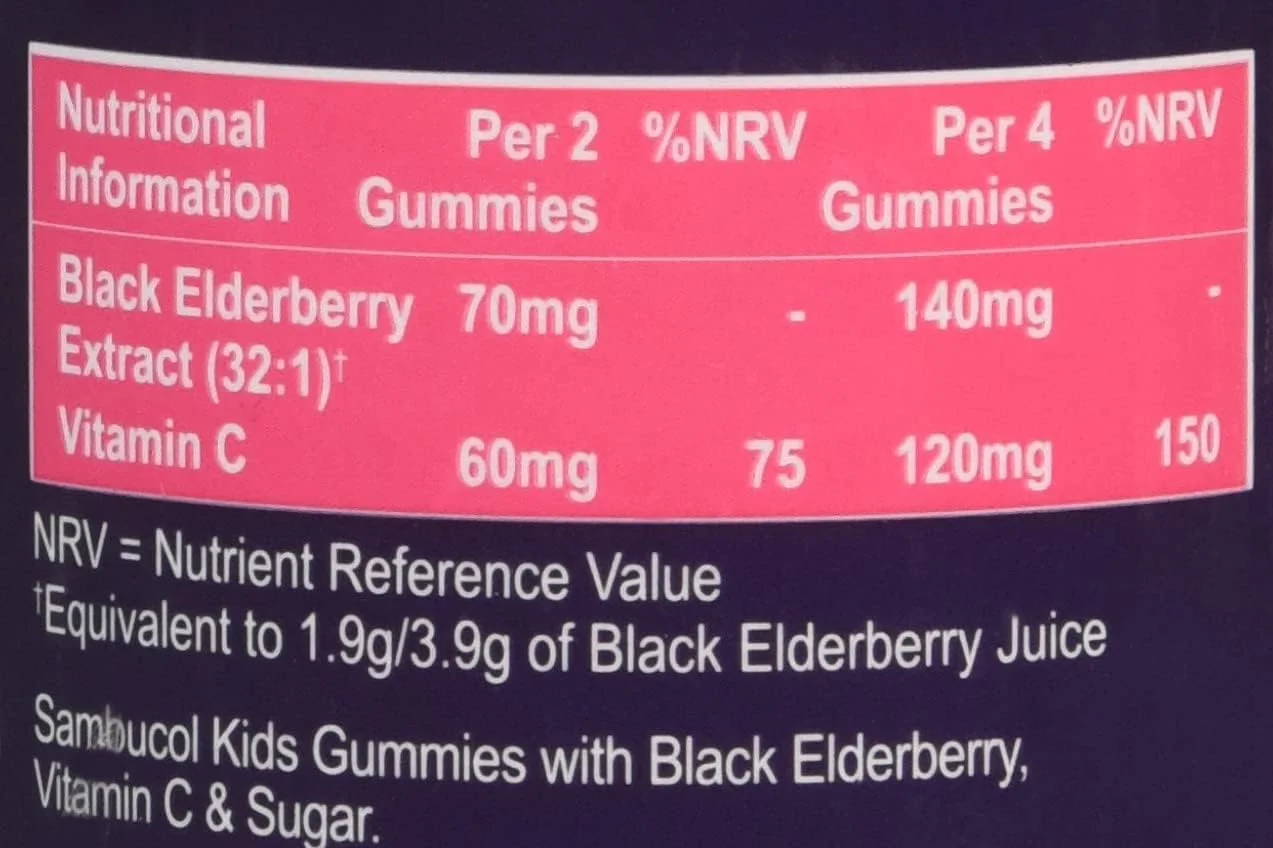 Nutritional Per 2 %NRV Per 4 %NRV
Information Gummies Gummies
Black Elderberry 70mg - 140mg -
Extract (32:1)†
Vitamin C 60mg 75 120mg 150
NRV = Nutrient Reference Value
†Equivalent to 1.9g/3.9g of Black Elderberry Juice
Sambucol Kids Gummies with Black Elderberry,
Vitamin C & Sugar.